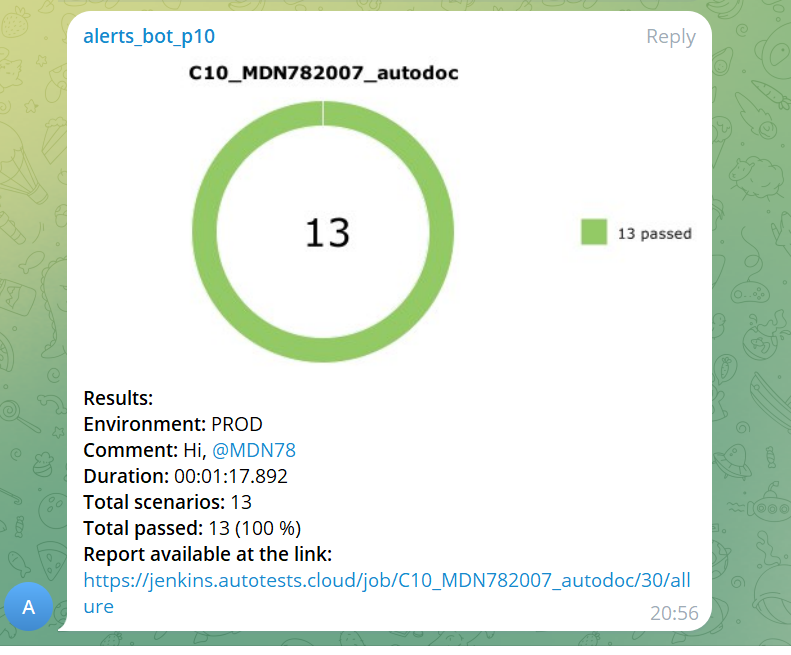 alerts_bot_p10
Reply
C10_MDN782007_autodoc
13
13 passed
Results:
Environment: PROD
Comment: Hi, @MDN78
Duration: 00:01:17.892
Total scenarios: 13
Total passed: 13 (100 %)
Report available at the link:
https://jenkins.autotests.cloud/job/C10_MDN782007_autodoc/30/all
ure
A
20:56